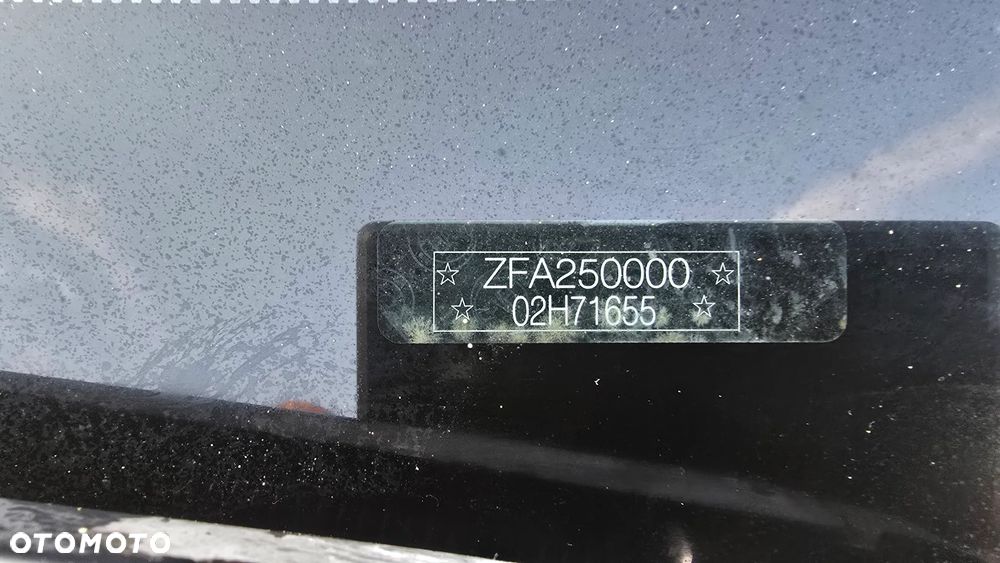 ☆ ZFA250000 ☆
☆ 02H71655 ☆
OTOMOTO